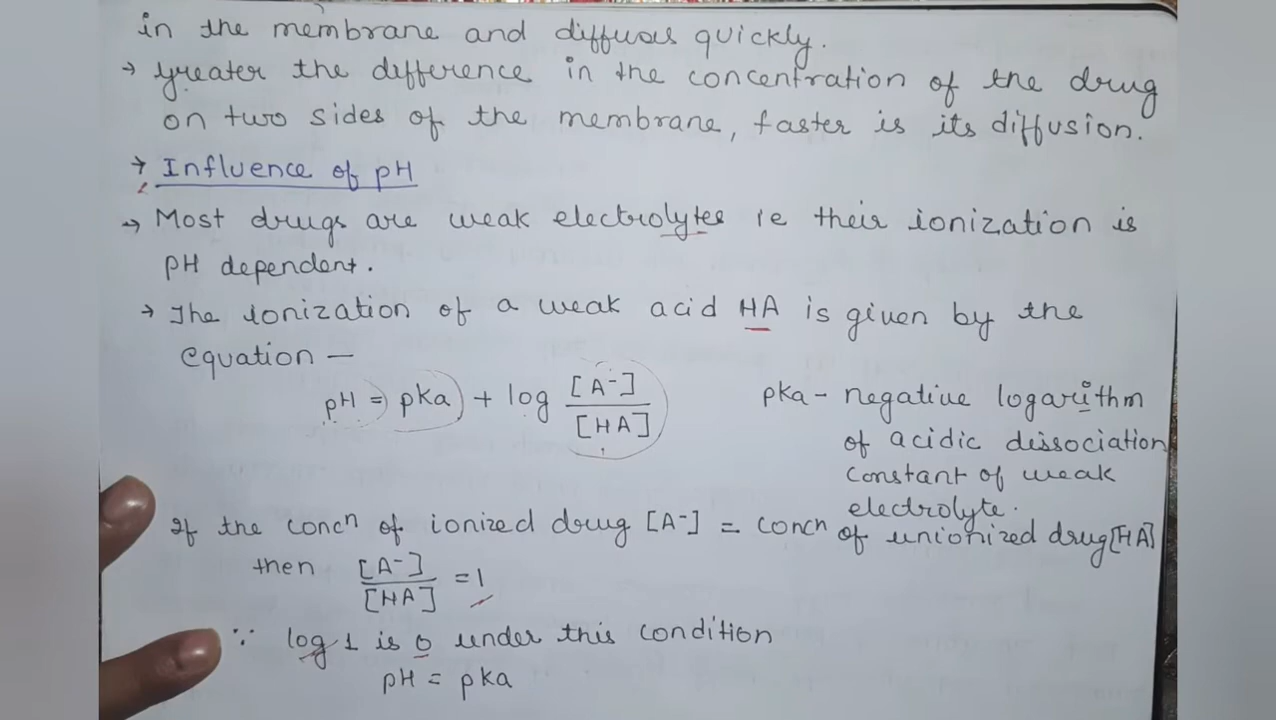 in the membrane and diffuses quickly.
→ greater the difference in the concentration of the drug
on two sides of the membrane, faster is its diffusion.
→ Influence of pH
→ Most drugs are weak electrolytes ie their ionization is
pH dependent.
→ The ionization of a weak acid HA is given by the
equation —
pH = pka + log [A⁻] / [HA]
pka - negative logarithm
of acidic dissociation
constant of weak
electrolyte.
If the concn of ionized drug [A⁻] = concn of unionized drug [HA]
then [A⁻] / [HA] = 1
∵ log 1 is 0 under this condition
pH = pka